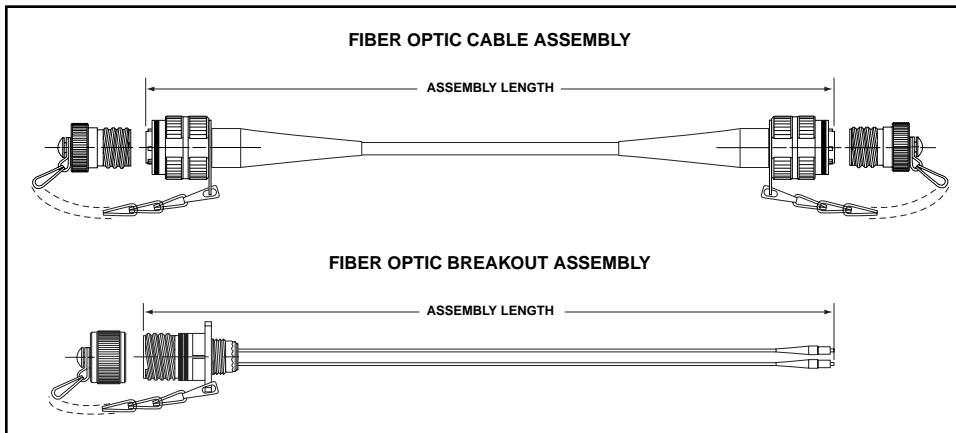 FIBER OPTIC CABLE ASSEMBLY
ASSEMBLY LENGTH
FIBER OPTIC BREAKOUT ASSEMBLY
ASSEMBLY LENGTH